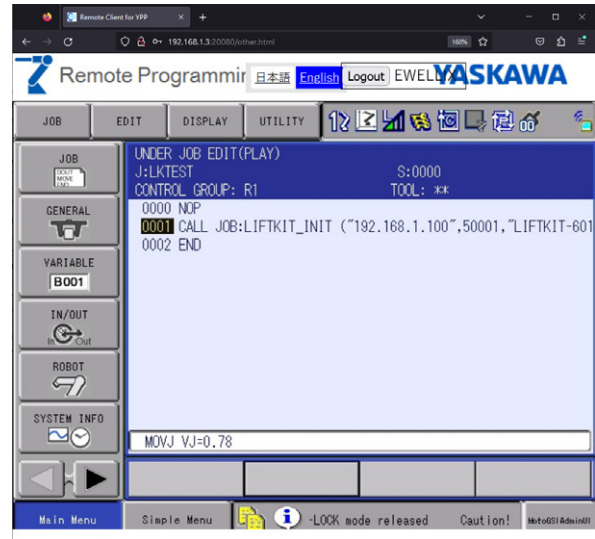 Remote Client for YPP
192.168.1.3:20080/other.html
160%
Remote Programmin
日本語 English Logout EWELLIX
YASKAWA
JOB EDIT DISPLAY UTILITY
JOB
DOUT
MOVE
END
GENERAL
VARIABLE
B001
IN/OUT
In Out
ROBOT
SYSTEM INFO
UNDER JOB EDIT(PLAY)
J:LKTEST S:0000
CONTROL GROUP: R1 TOOL: **
0000 NOP
0001 CALL JOB:LIFTKIT_INIT ("192.168.1.100",50001,"LIFTKIT-601
0002 END
MOVJ VJ=0.78
Main Menu Simple Menu -LOCK mode released Caution! MotoGSIAdminUI